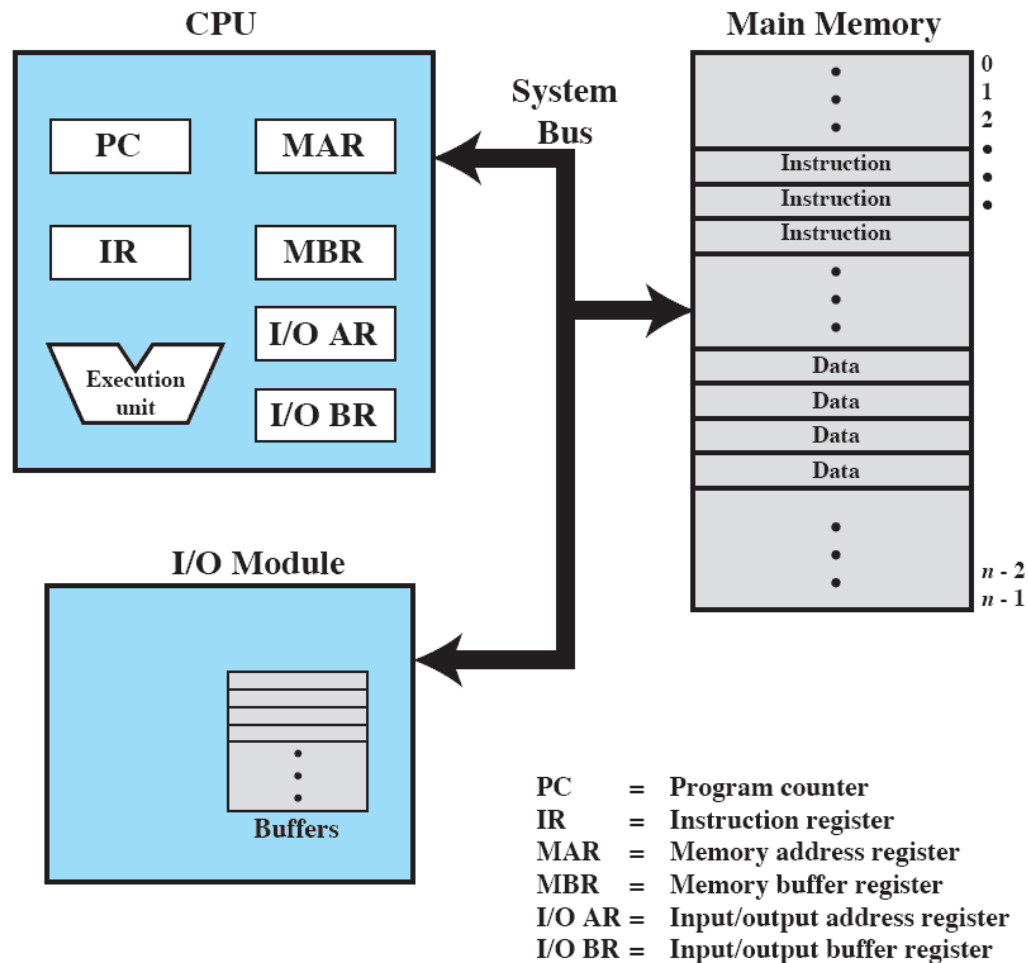 CPU
PC
MAR
IR
MBR
I/O AR
Execution
unit
I/O BR
System
Bus
Main Memory
0
1
2
Instruction
Instruction
Instruction
Data
Data
Data
Data
n - 2
n - 1
I/O Module
Buffers
PC = Program counter
IR = Instruction register
MAR = Memory address register
MBR = Memory buffer register
I/O AR = Input/output address register
I/O BR = Input/output buffer register